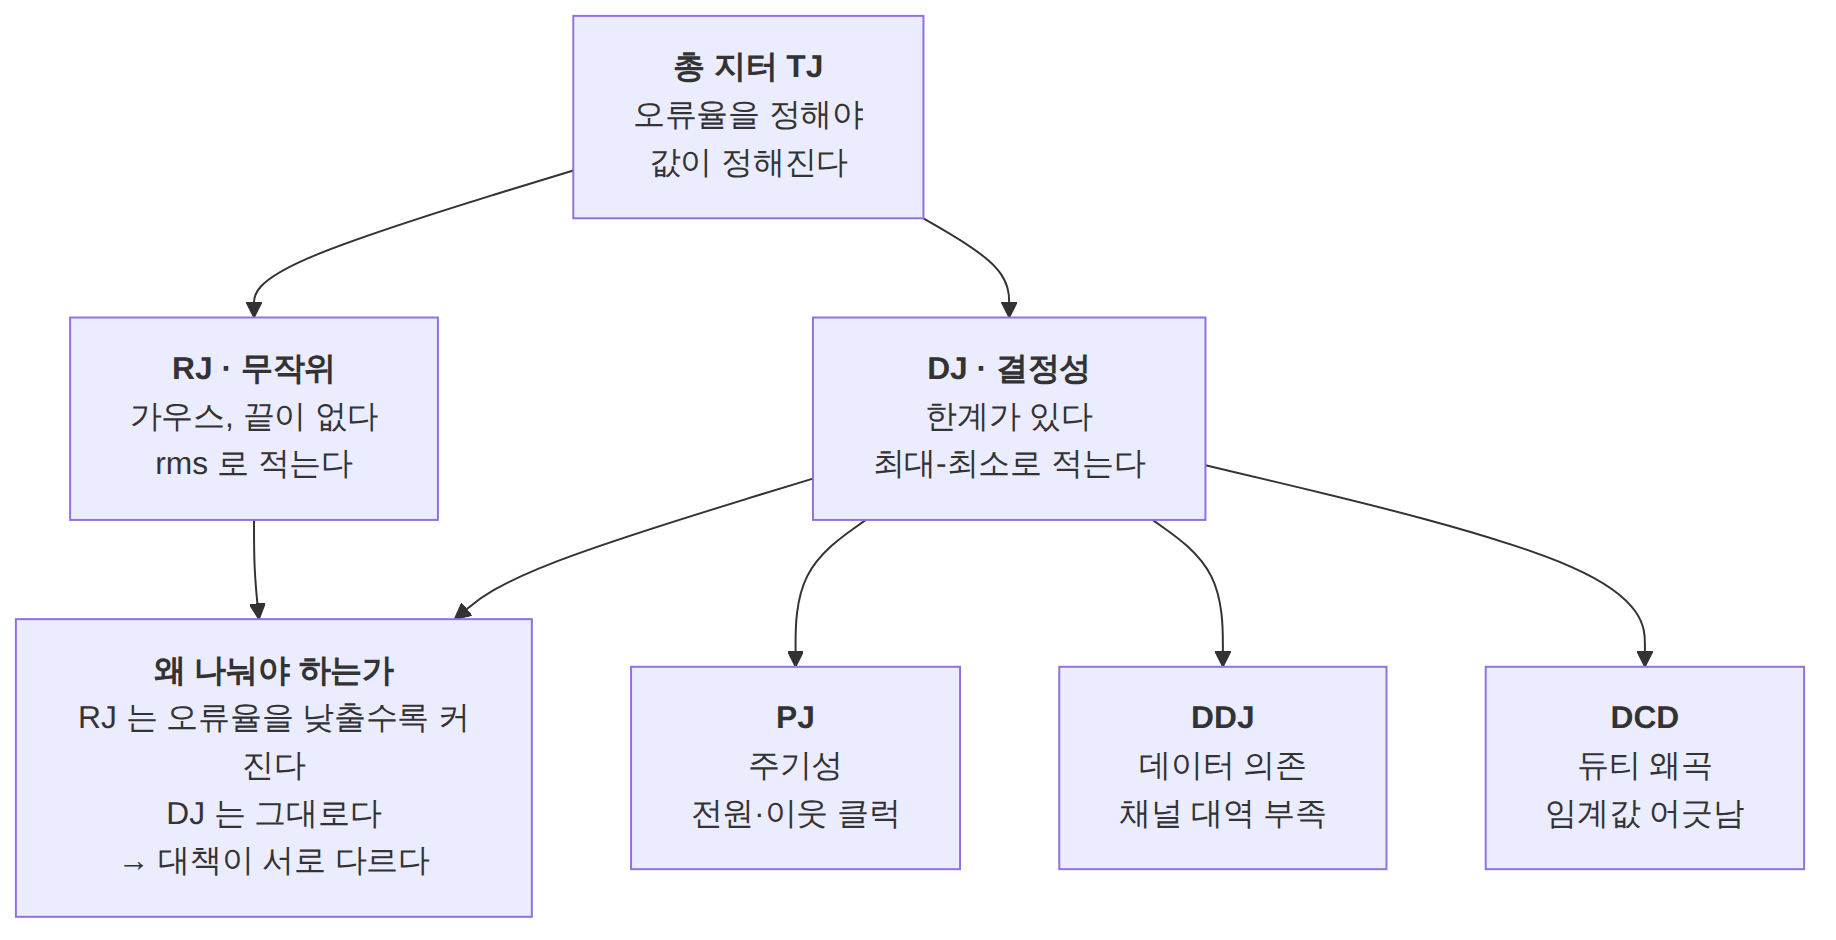 총 지터 TJ
오류율을 정해야
값이 정해진다
RJ · 무작위
가우스, 끝이 없다
rms 로 적는다
DJ · 결정성
한계가 있다
최대-최소로 적는다
왜 나눠야 하는가
RJ 는 오류율을 낮출수록 커
진다
DJ 는 그대로다
→ 대책이 서로 다르다
PJ
주기성
전원·이웃 클럭
DDJ
데이터 의존
채널 대역 부족
DCD
듀티 왜곡
임계값 어긋남